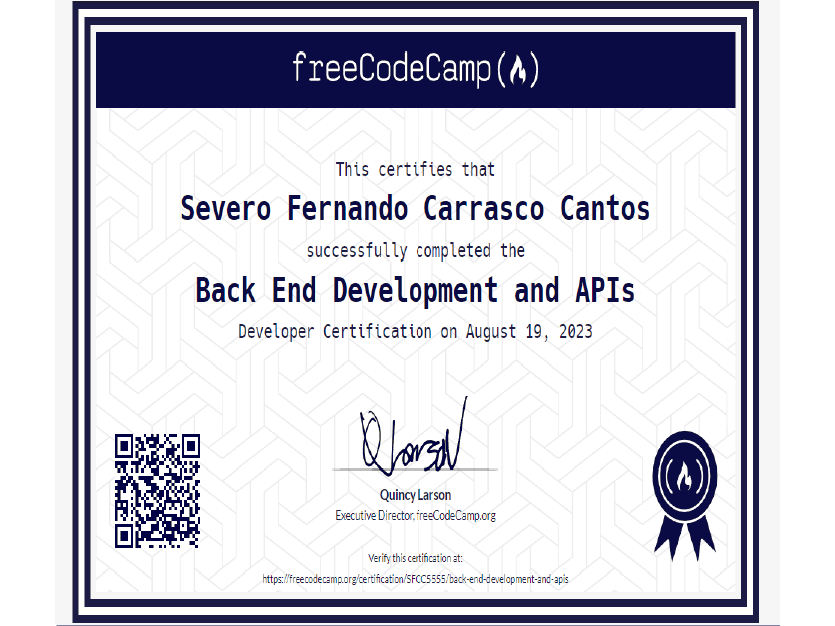 freeCodeCamp
This certifies that
Severo Fernando Carrasco Cantos
successfully completed the
Back End Development and APIs
Developer Certification on August 19, 2023
Q Larson
Quincy Larson
Executive Director, freeCodeCamp.org
Verify this certification at:
https://freecodecamp.org/certification/SFCC5555/back-end-development-and-apis